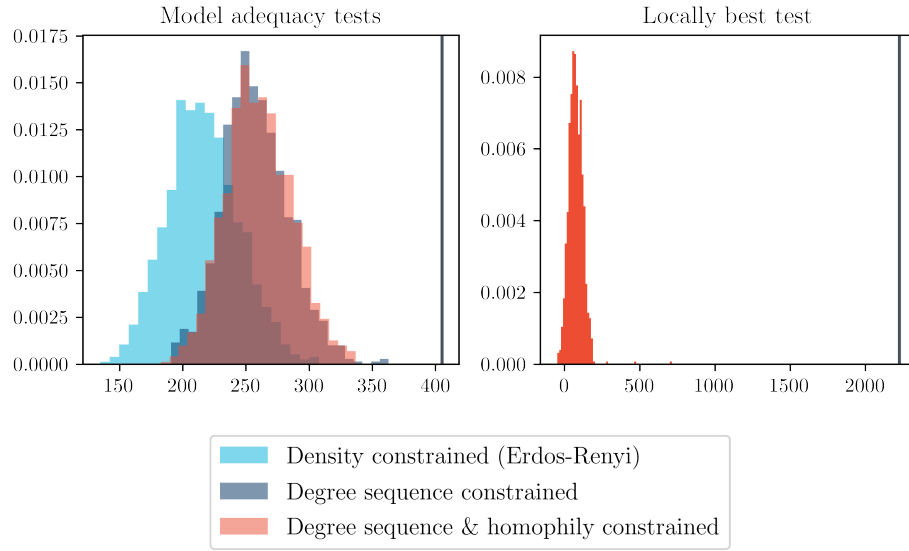 Model adequacy tests
0.0175
0.0150
0.0125
0.0100
0.0075
0.0050
0.0025
0.0000
150 200 250 300 350 400
Locally best test
0.008
0.006
0.004
0.002
0.000
0 500 1000 1500 2000
Density constrained (Erdos-Renyi)
Degree sequence constrained
Degree sequence & homophily constrained